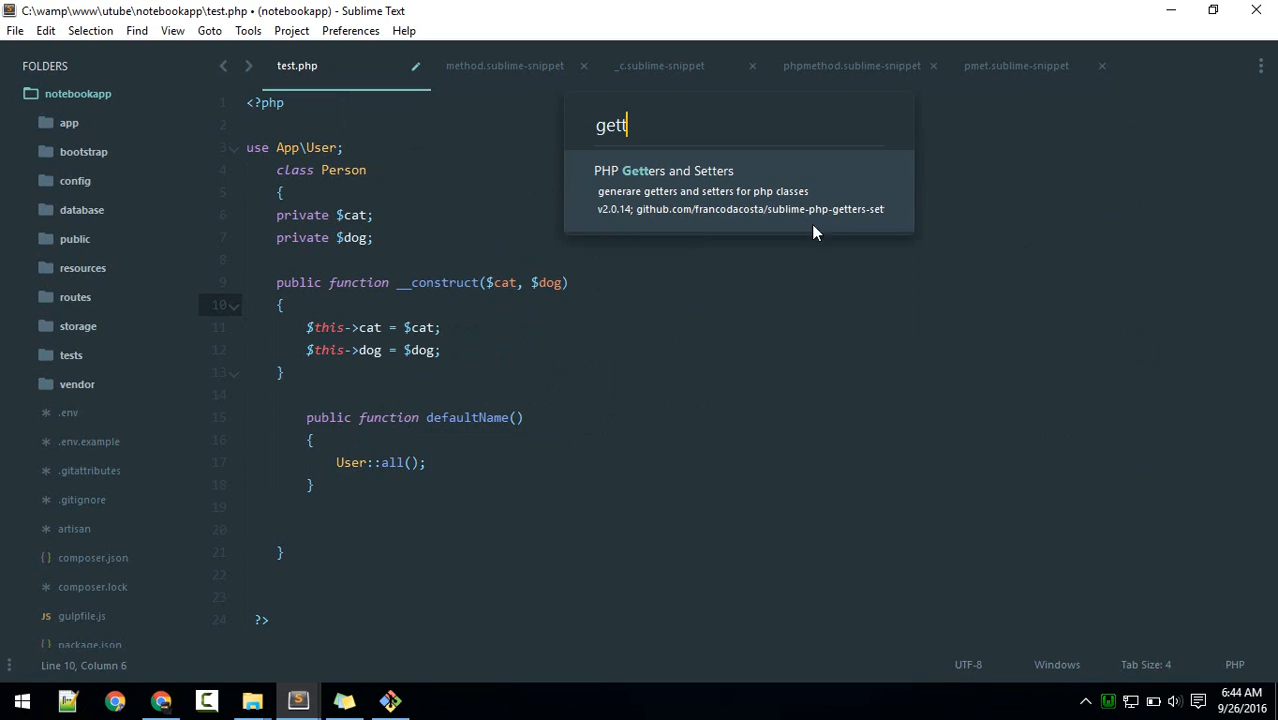 C:\wamp\www\utube\notebookapp\test.php • (notebookapp) - Sublime Text
File Edit Selection Find View Goto Tools Project Preferences Help
FOLDERS
notebookapp
app
bootstrap
config
database
public
resources
routes
storage
tests
vendor
.env
.env.example
.gitattributes
.gitignore
artisan
composer.json
composer.lock
gulpfile.js
package.json
test.php method.sublime-snippet _c.sublime-snippet phpmethod.sublime-snippet pmet.sublime-snippet
gett
PHP Getters and Setters
generare getters and setters for php classes
v2.0.14; github.com/francodacosta/sublime-php-getters-set
1 <?php
2
3 use App\User;
4 class Person
5 {
6 private $cat;
7 private $dog;
8
9 public function __construct($cat, $dog)
10 {
11 $this->cat = $cat;
12 $this->dog = $dog;
13 }
14
15 public function defaultName()
16 {
17 User::all();
18 }
19
20
21 }
22
23
24 ?>
Line 10, Column 6 UTF-8 Windows Tab Size: 4 PHP
6:44 AM
9/26/2016